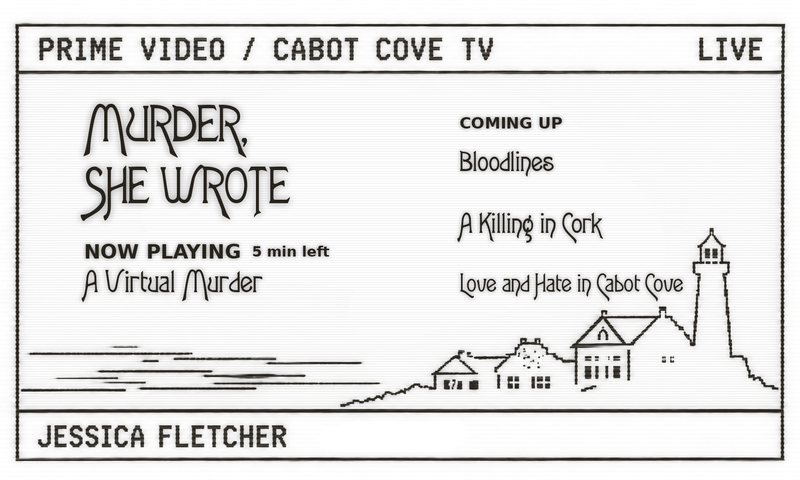 PRIME VIDEO / CABOT COVE TV
LIVE
MURDER,
SHE WROTE
NOW PLAYING 5 min left
A Virtual Murder
COMING UP
Bloodlines
A Killing in Cork
Love and Hate in Cabot Cove
JESSICA FLETCHER